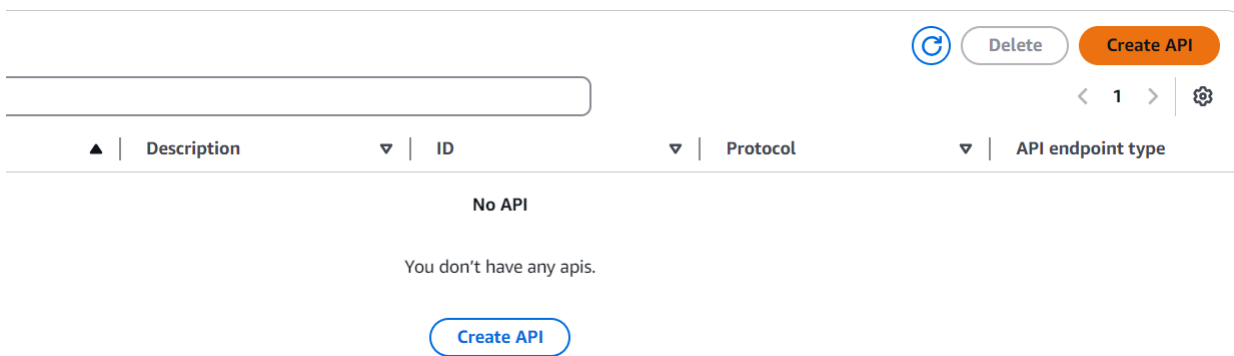 Delete Create API
1
Description ID Protocol API endpoint type
No API
You don’t have any apis.
Create API